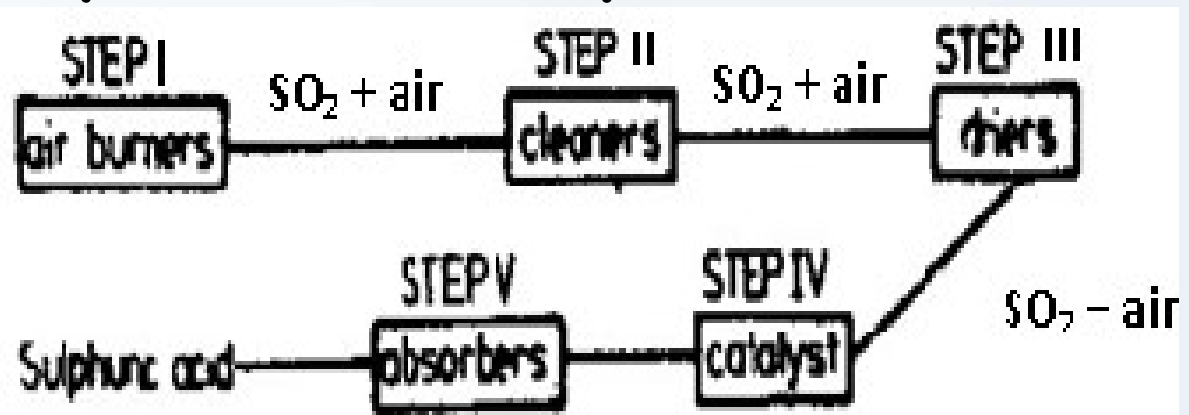 STEP I
SO₂ + air
STEP II
SO₂ + air
STEP III
air burners
cleaners
driers
STEP V
STEP IV
SO₂ - air
Sulphuric acid
absorbers
catalyst